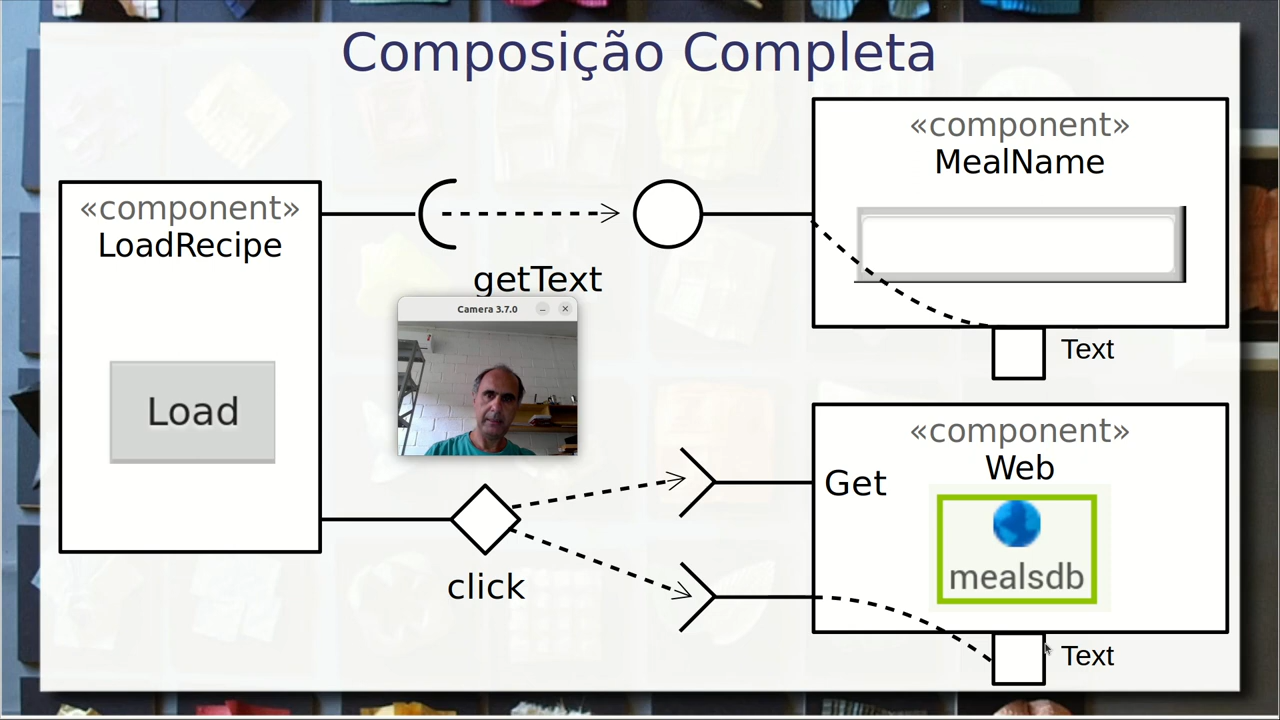 Composição Completa
«component»
LoadRecipe
Load
getText
Camera 3.7.0
click
«component»
MealName
Text
«component»
Web
Get
mealsdb
Text